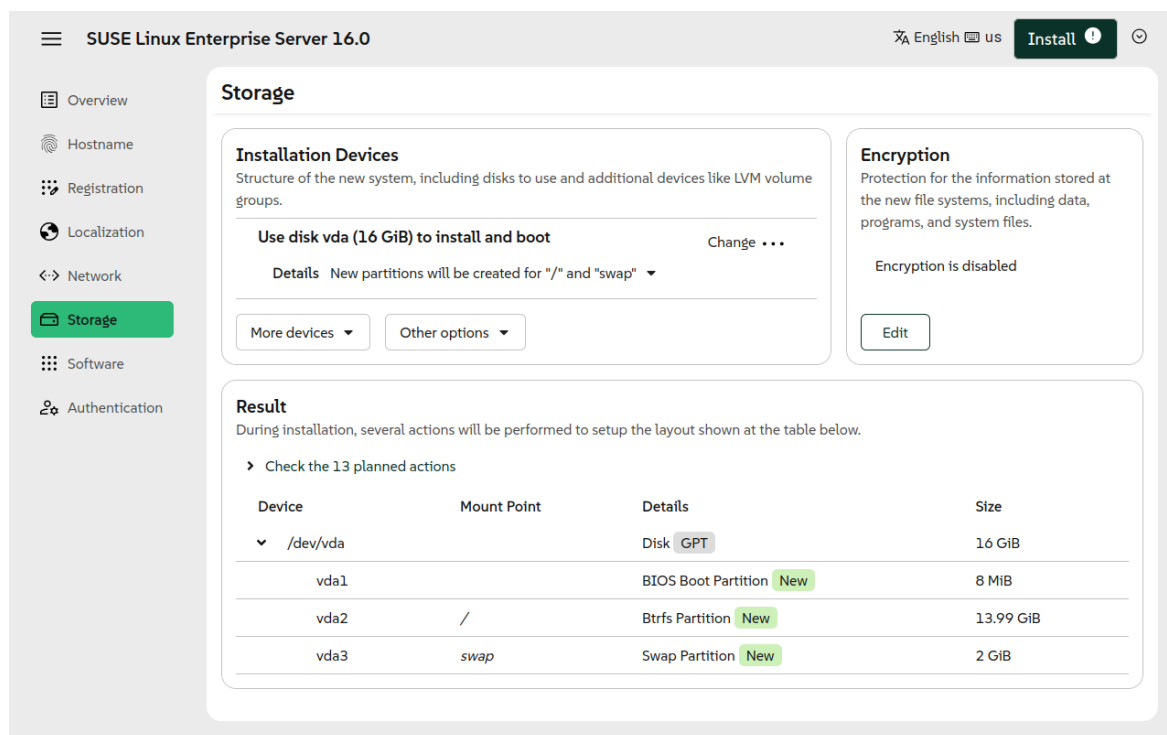 SUSE Linux Enterprise Server 16.0
English us
Install
Overview
Hostname
Registration
Localization
Network
Storage
Software
Authentication
Storage
Installation Devices
Structure of the new system, including disks to use and additional devices like LVM volume
groups.
Use disk vda (16 GiB) to install and boot
Change
Details New partitions will be created for "/" and "swap"
More devices
Other options
Encryption
Protection for the information stored at
the new file systems, including data,
programs, and system files.
Encryption is disabled
Edit
Result
During installation, several actions will be performed to setup the layout shown at the table below.
Check the 13 planned actions
Device Mount Point Details Size
/dev/vda Disk GPT 16 GiB
vda1 BIOS Boot Partition New 8 MiB
vda2 / Btrfs Partition New 13.99 GiB
vda3 swap Swap Partition New 2 GiB